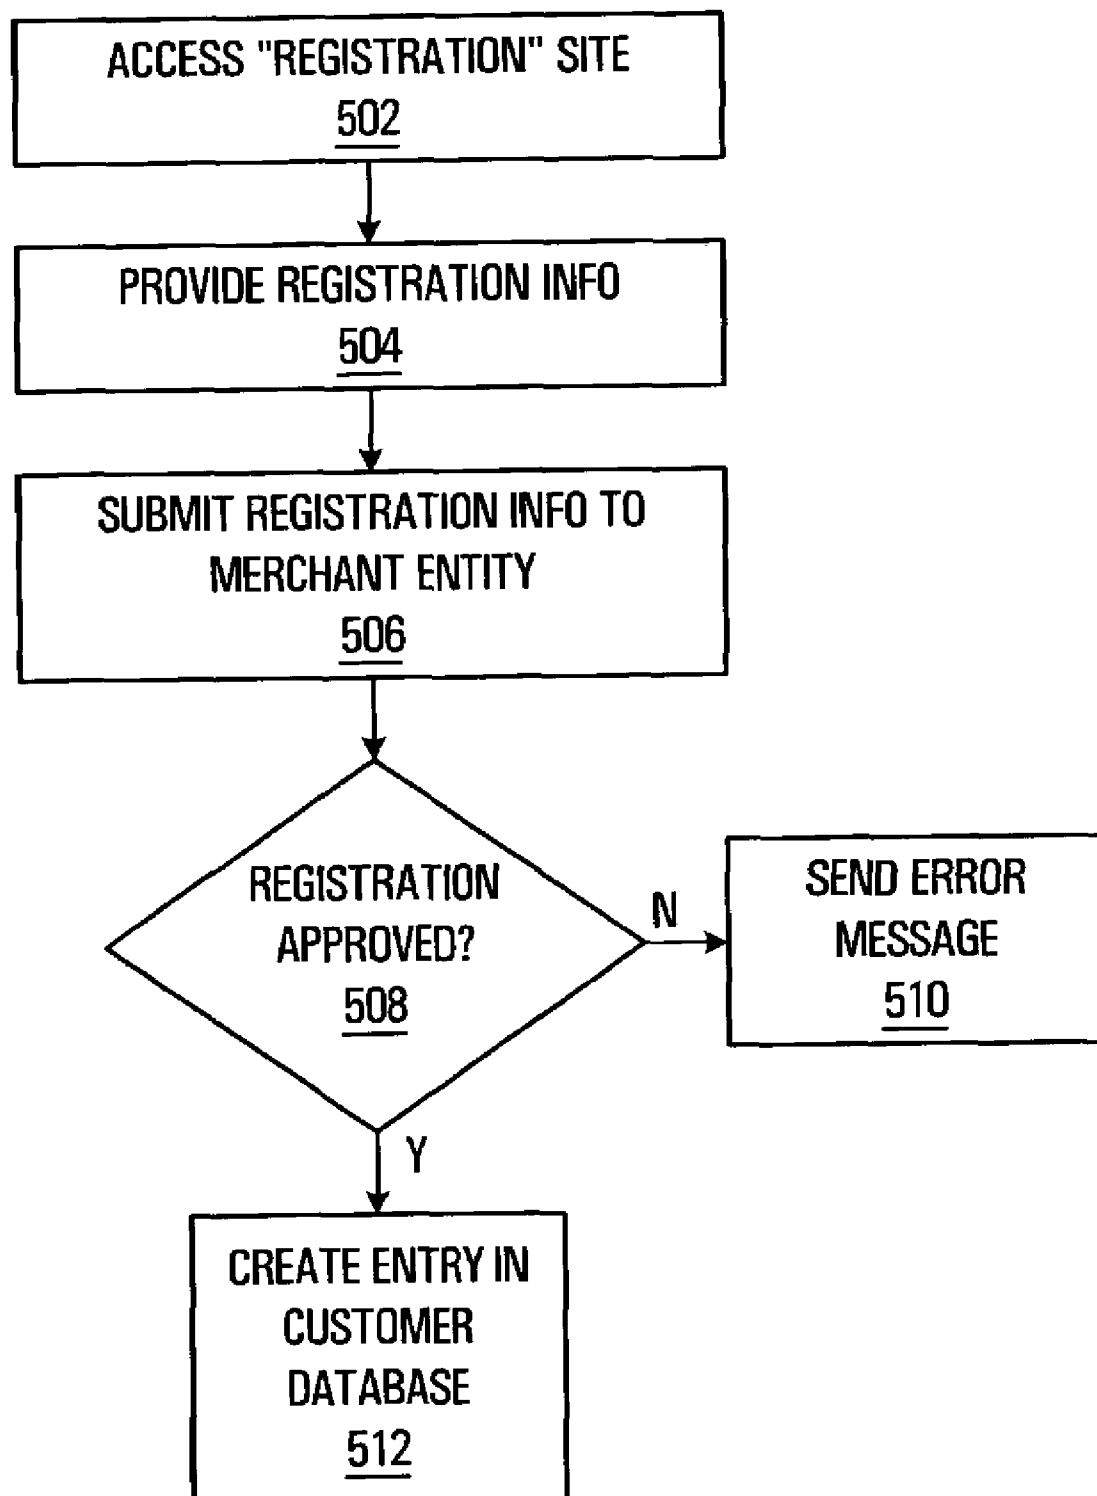 ACCESS "REGISTRATION" SITE
502
PROVIDE REGISTRATION INFO
504
SUBMIT REGISTRATION INFO TO
MERCHANT ENTITY
506
REGISTRATION
APPROVED?
508
N
SEND ERROR
MESSAGE
510
Y
CREATE ENTRY IN
CUSTOMER
DATABASE
512